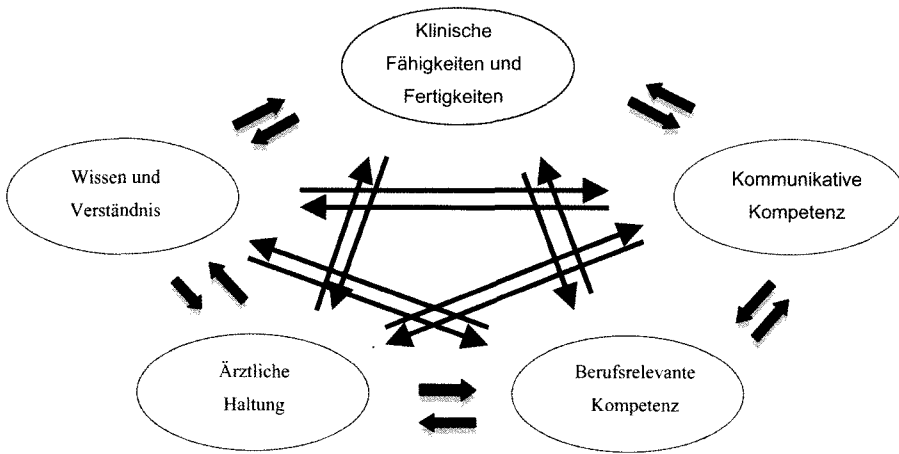 Klinische
Fähigkeiten und
Fertigkeiten
Wissen und
Verständnis
Kommunikative
Kompetenz
Ärztliche
Haltung
Berufsrelevante
Kompetenz